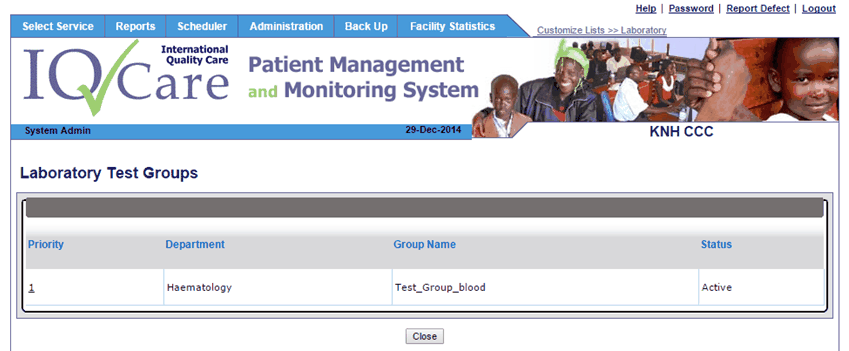 Help | Password | Report Defect | Logout
Select Service Reports Scheduler Administration Back Up Facility Statistics
Customize Lists >> Laboratory
IQCare
International
Quality Care
Patient Management
and Monitoring System
System Admin 29-Dec-2014 KNH CCC
Laboratory Test Groups
Priority Department Group Name Status
1 Haematology Test_Group_blood Active
Close